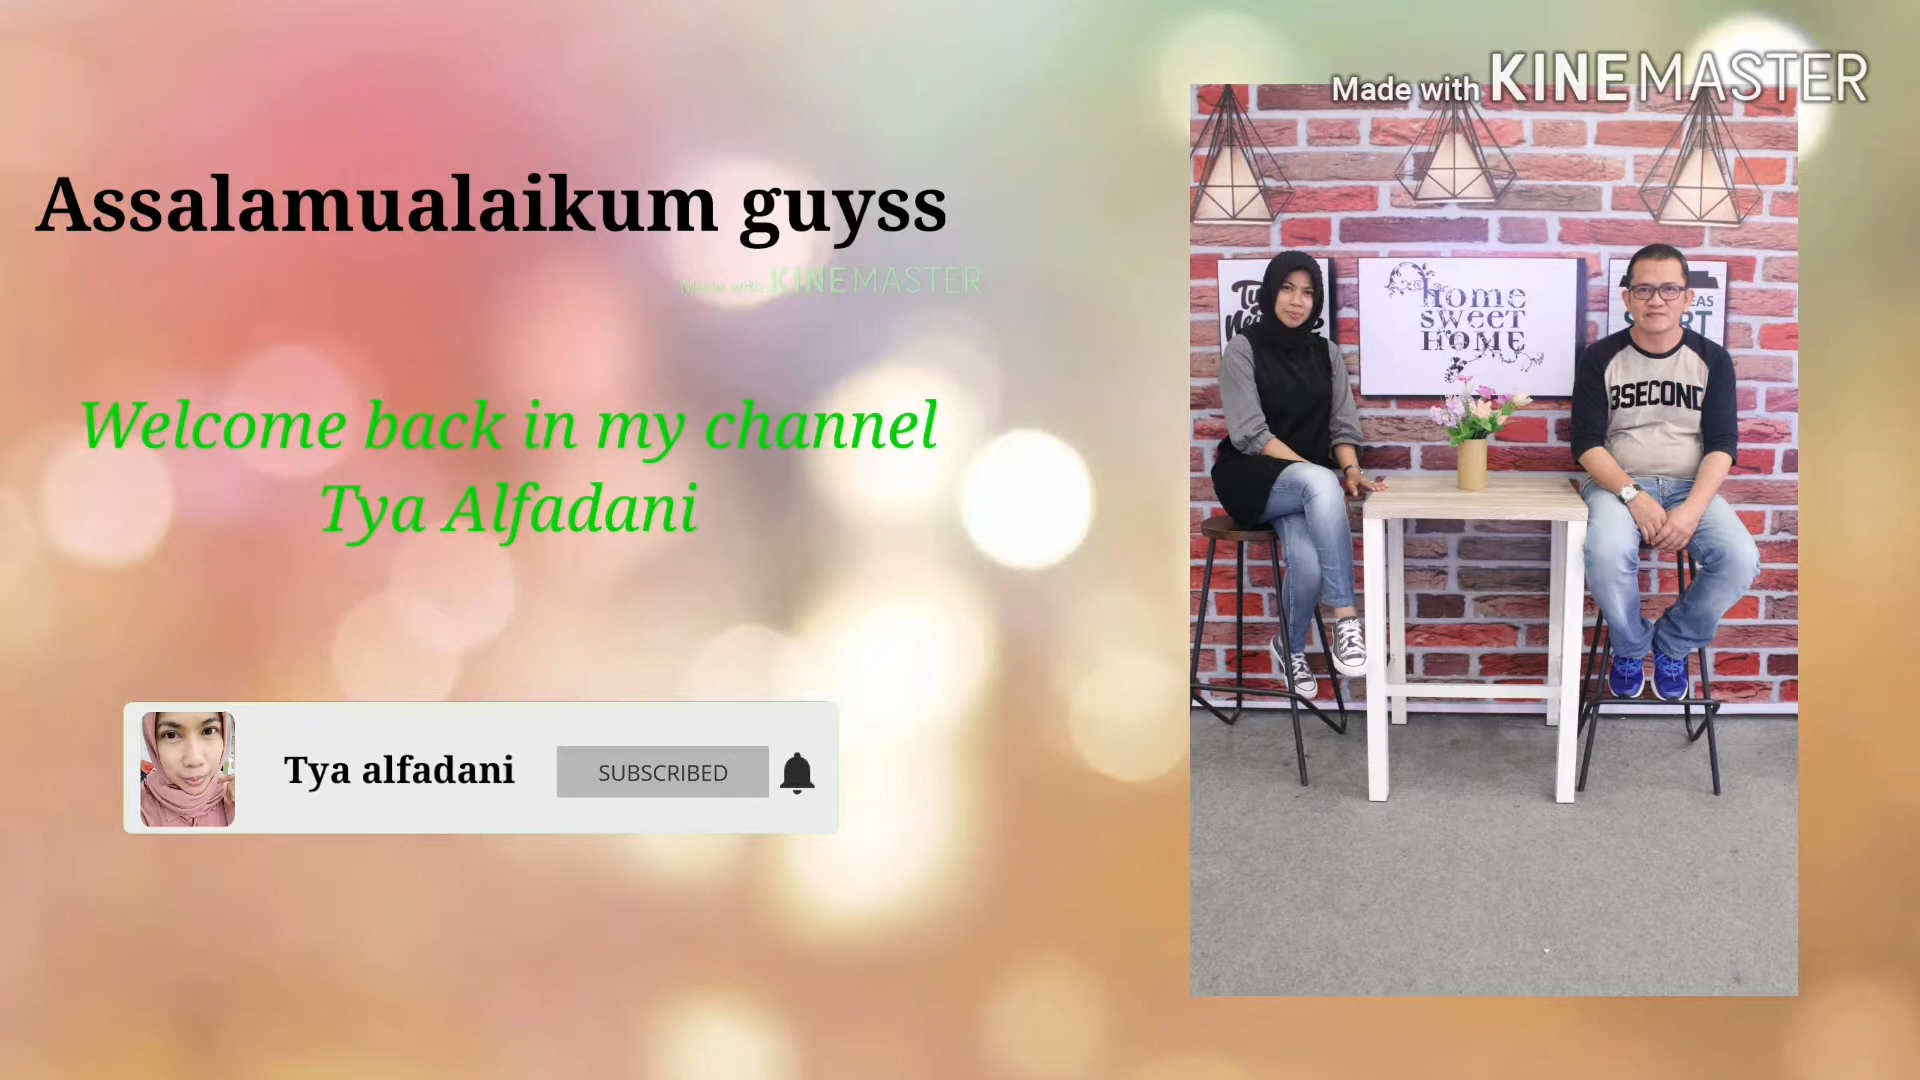 Made with KINEMASTER
Assalamualaikum guyss
Made with KINEMASTER
Welcome back in my channel
Tya Alfadani
Tya alfadani
SUBSCRIBED
home
sweet
HOME
3SECOND